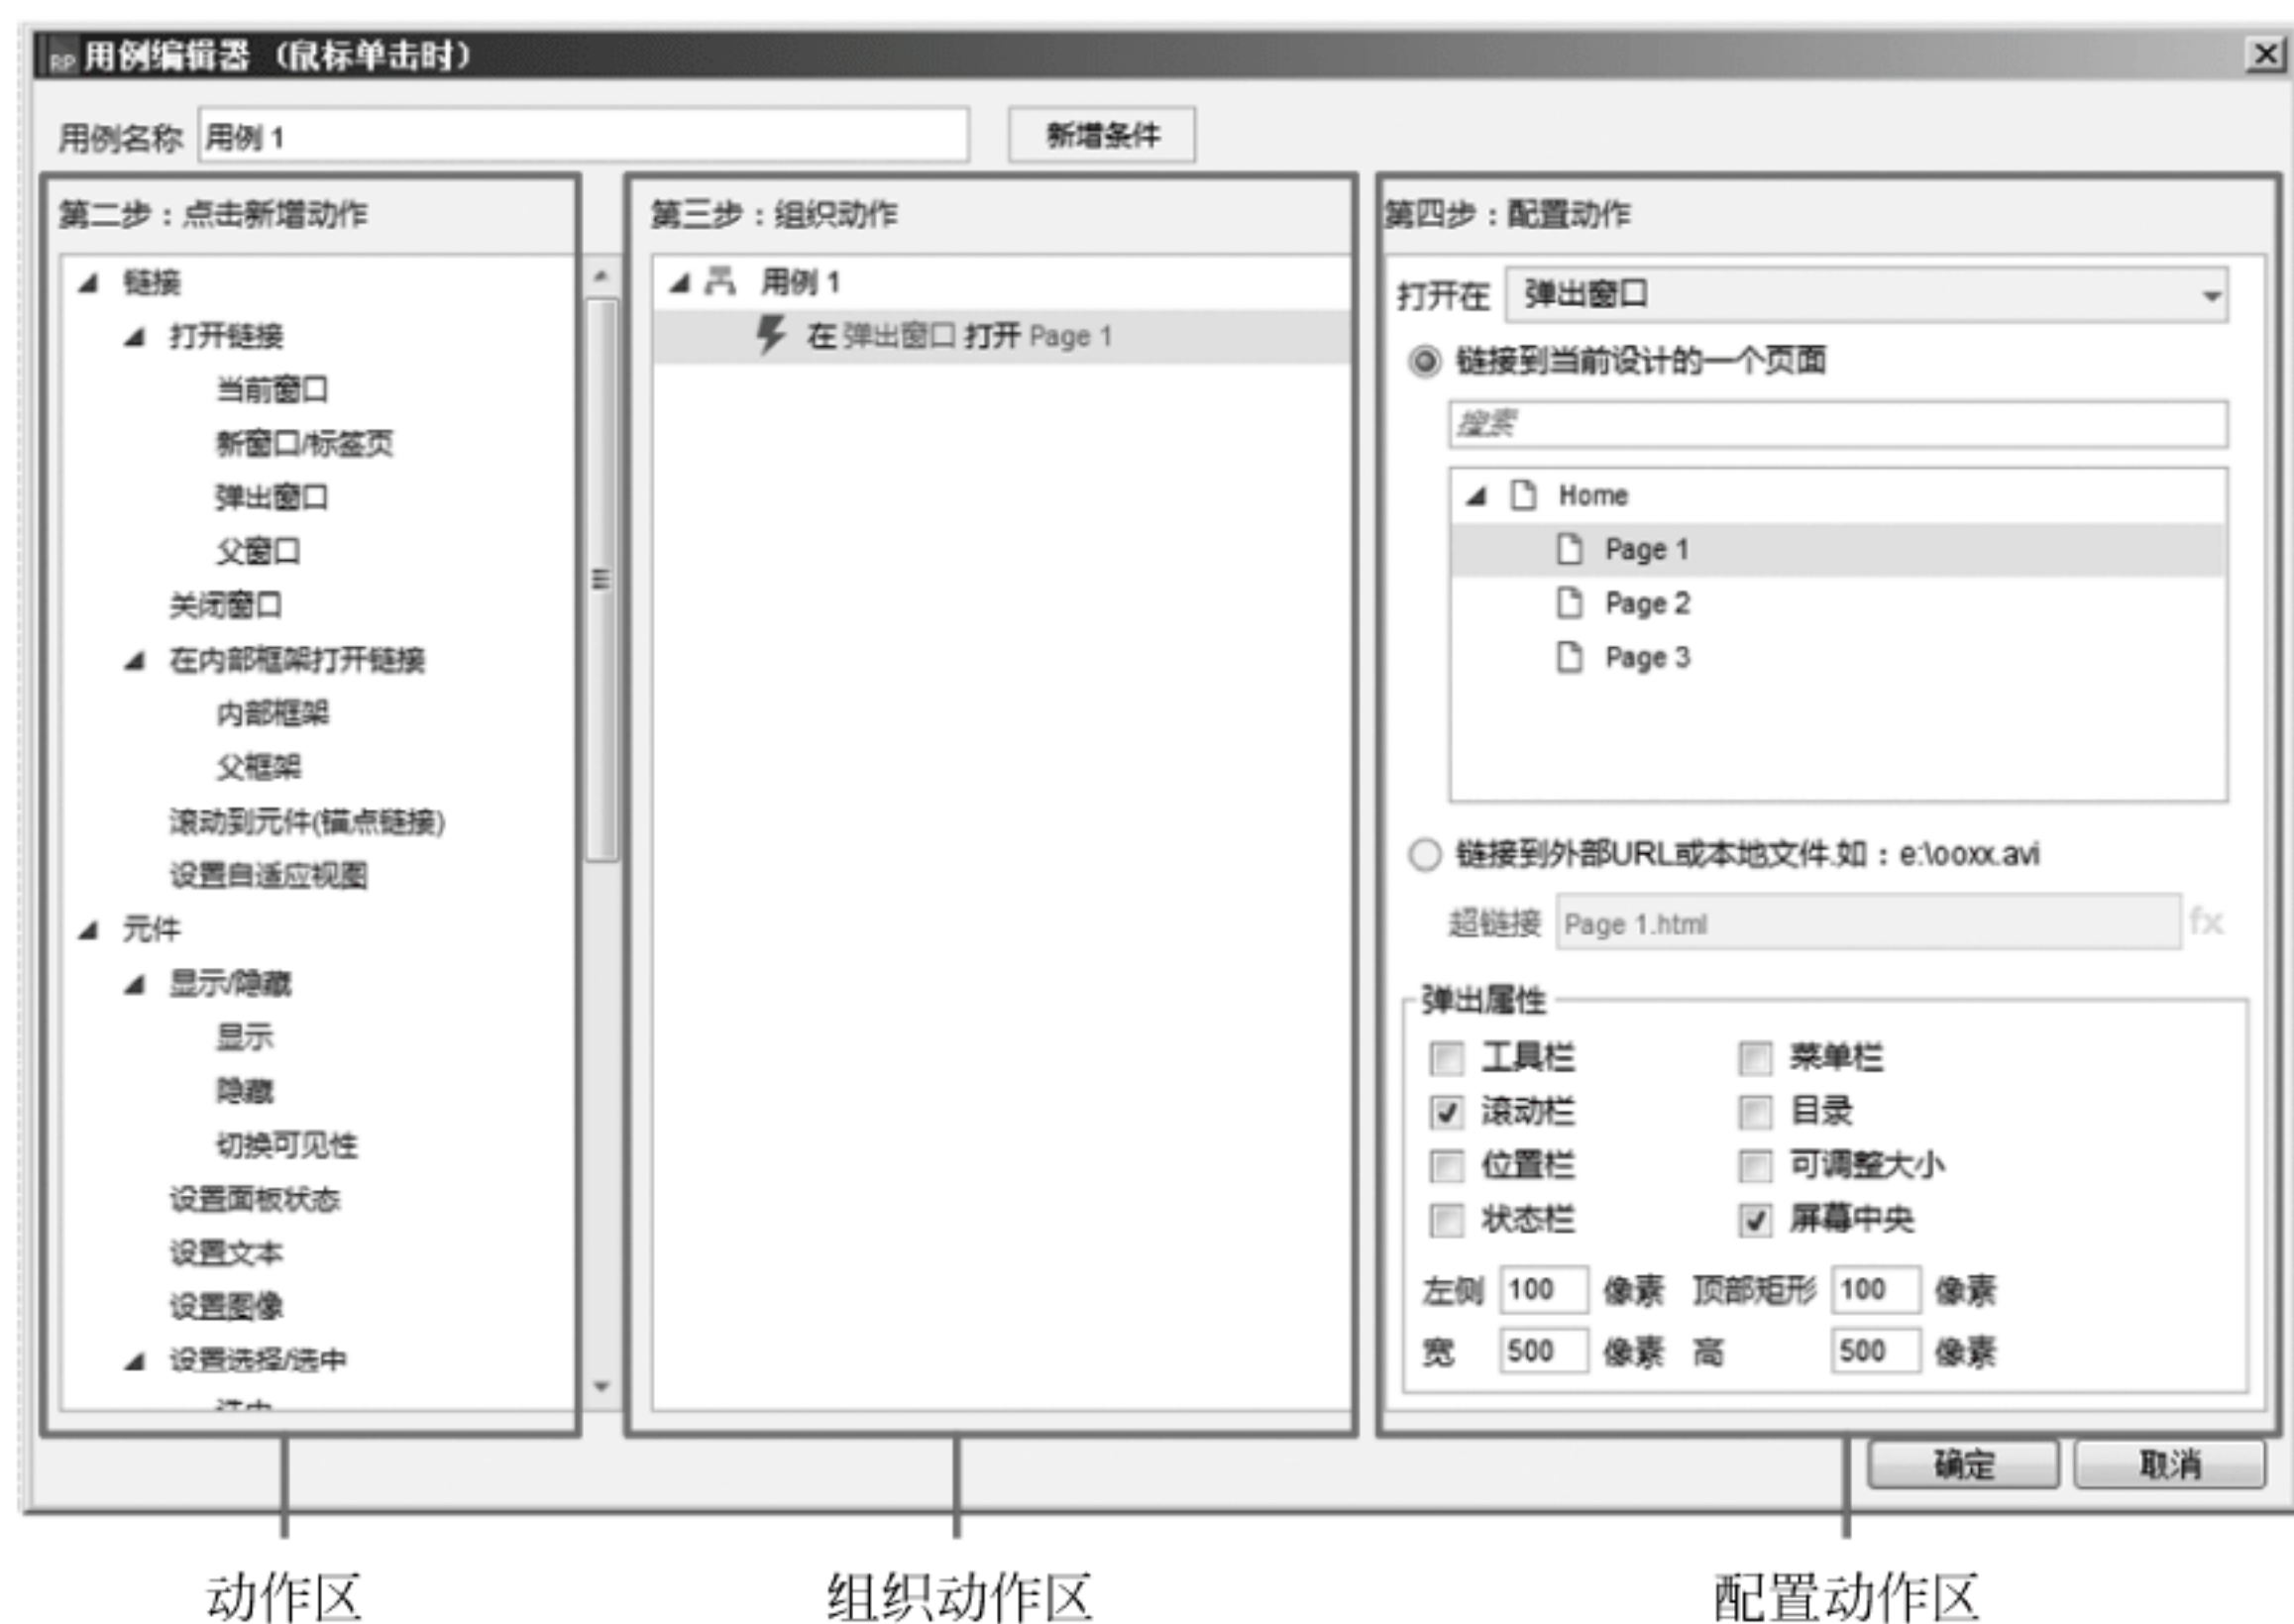 RP 用例编辑器（鼠标单击时）
用例名称 用例 1 新增条件
第二步：点击新增动作
链接
打开链接
当前窗口
新窗口/标签页
弹出窗口
父窗口
关闭窗口
在内部框架打开链接
内部框架
父框架
滚动到元件(锚点链接)
设置自适应视图
元件
显示/隐藏
显示
隐藏
切换可见性
设置面板状态
设置文本
设置图像
设置选择/选中
第三步：组织动作
用例 1
在 弹出窗口 打开 Page 1
第四步：配置动作
打开在 弹出窗口
链接到当前设计的一个页面
搜索
Home
Page 1
Page 2
Page 3
链接到外部URL或本地文件.如：e:\ooxx.avi
超链接 Page 1.html fx
弹出属性
工具栏 菜单栏
滚动栏 目录
位置栏 可调整大小
状态栏 屏幕中央
左侧 100 像素 顶部矩形 100 像素
宽 500 像素 高 500 像素
确定 取消
动作区 组织动作区 配置动作区